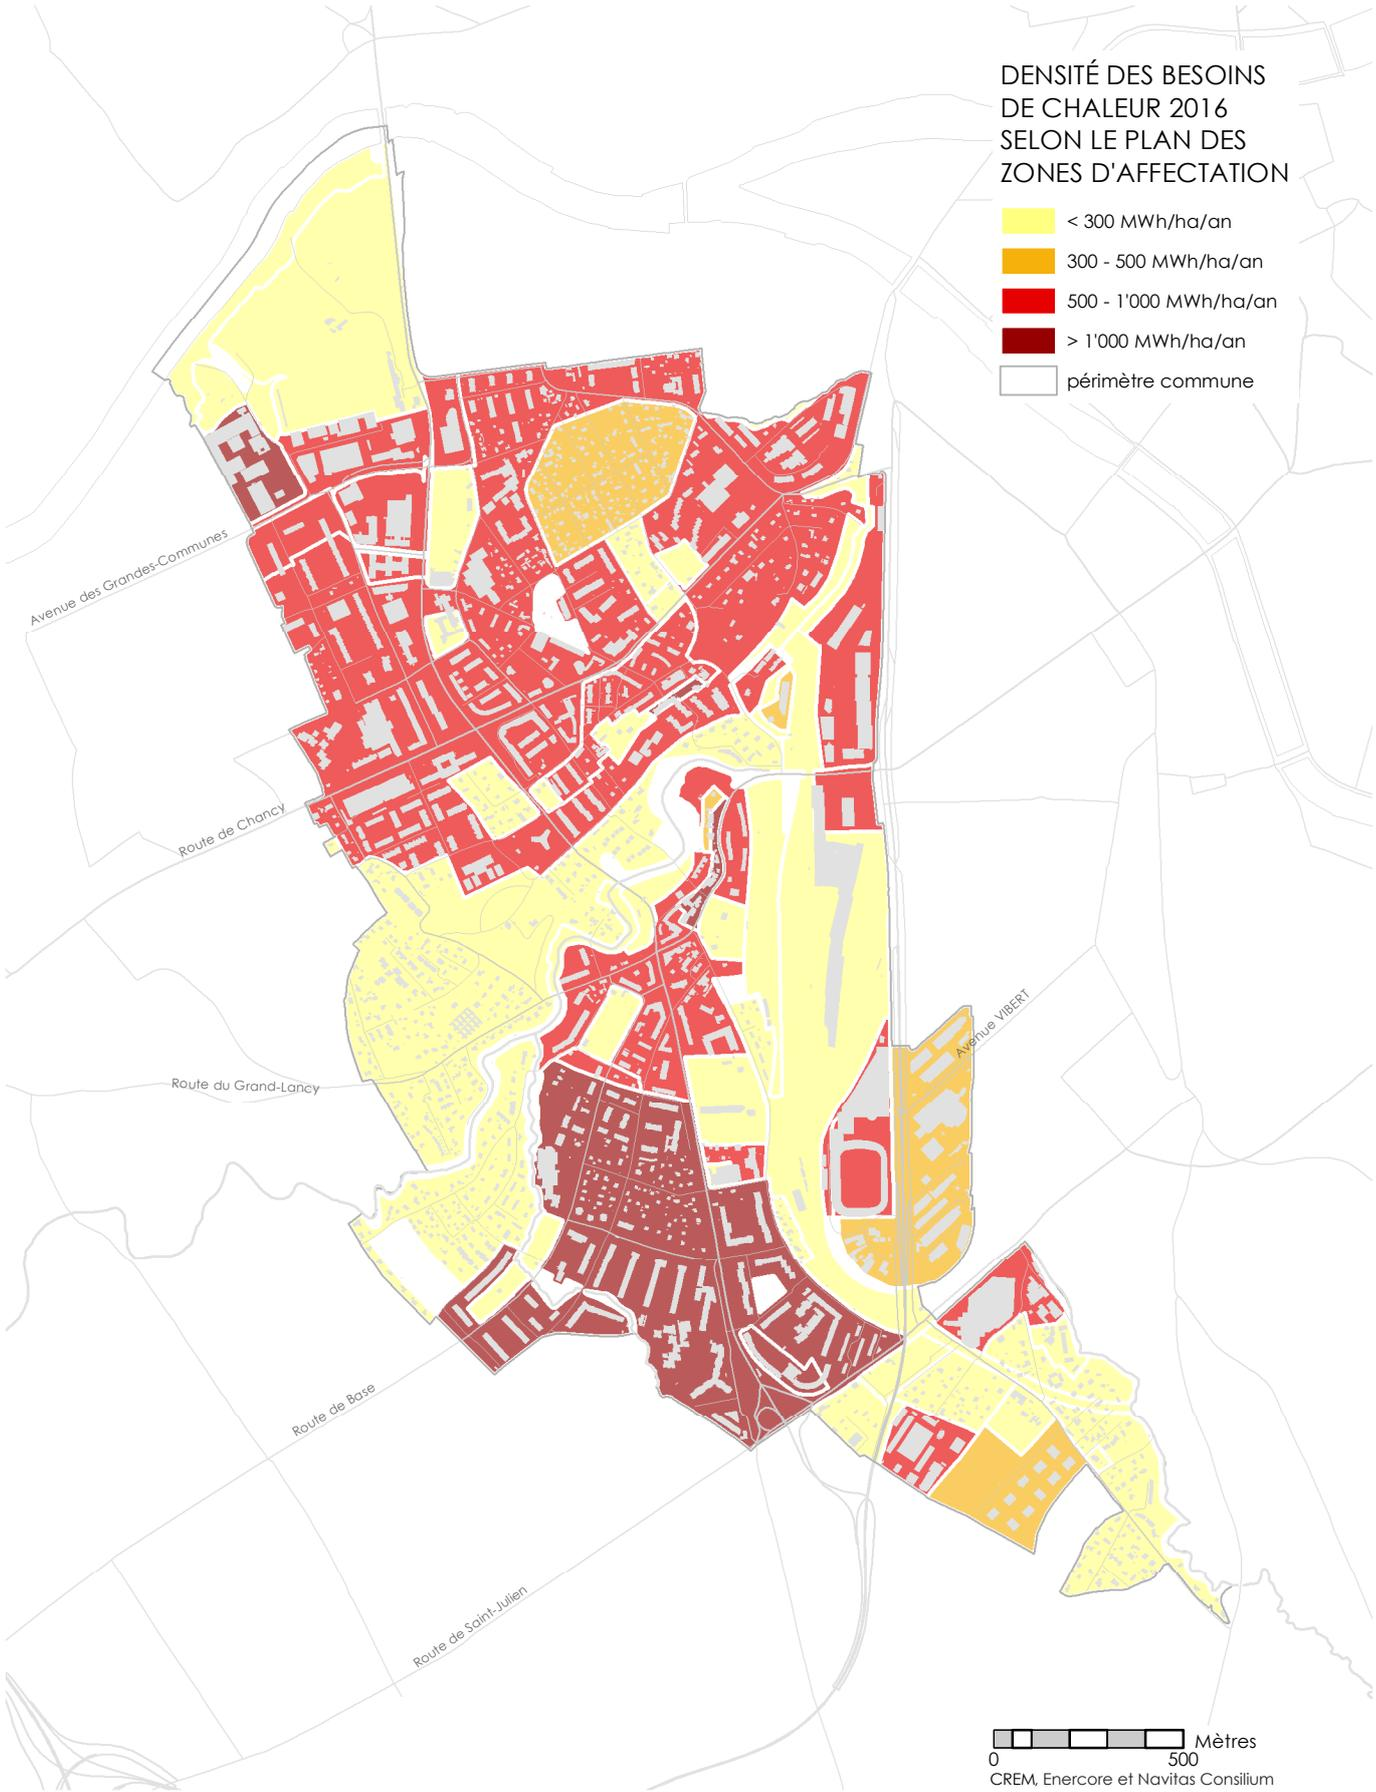 DENSITÉ DES BESOINS
DE CHALEUR 2016
SELON LE PLAN DES
ZONES D'AFFECTATION
< 300 MWh/ha/an
300 - 500 MWh/ha/an
500 - 1'000 MWh/ha/an
> 1'000 MWh/ha/an
périmètre commune
Avenue des Grandes-Communes
Route de Chancy
Avenue VIBERT
Route du Grand-Lancy
Route de Base
Route de Saint-Julien
Mètres
0 500
CREM, Enercore et Navitas Consilium